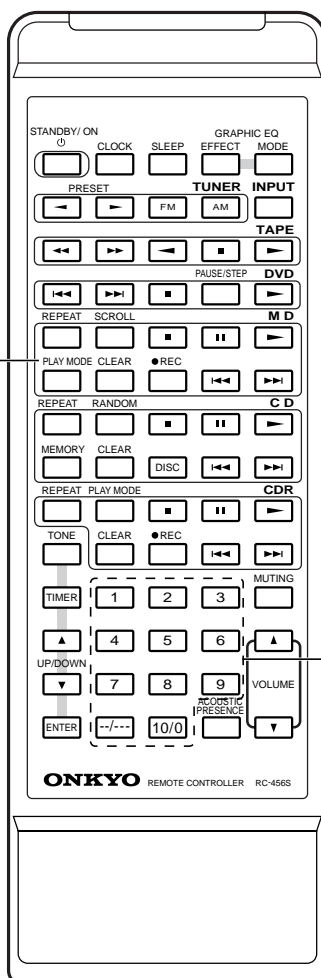 STANDBY/ ON
CLOCK SLEEP
GRAPHIC EQ
EFFECT MODE
PRESET TUNER INPUT
FM AM
TAPE
PAUSE/STEP DVD
REPEAT SCROLL M D
PLAY MODE CLEAR ●REC
REPEAT RANDOM C D
MEMORY CLEAR
DISC
REPEAT PLAY MODE CDR
TONE CLEAR ●REC
MUTING
TIMER 1 2 3
4 5 6
UP/DOWN
7 8 9 VOLUME
ACOUSTIC
PRESENCE
ENTER --/--- 10/0
ONKYO REMOTE CONTROLLER RC-456S